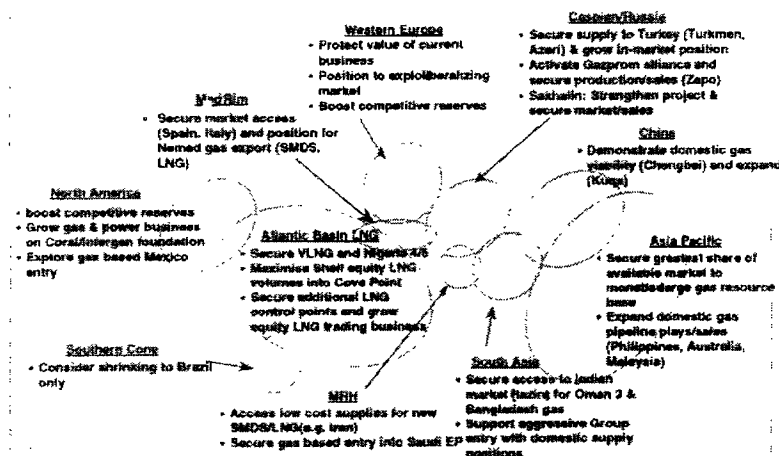 Western Europe
• Protect value of current
business
• Position to exploiliberalizing
market
• Boost competitive reserves
Caspian/Russia
• Secure supply to Turkey (Turkmen,
Azeri) & grow in-market position
• Activate Gazprom alliance and
secure production/sales (Zapo)
• Sakhalin: Strengthen project &
secure market/sales
Med Rim
• Secure market access
(Spain, Italy) and position for
Nemed gas export (SMDS,
LNG)
China
• Demonstrate domestic gas
viability (Changbei) and expand
(Kuqa)
North America
• boost competitive reserves
• Grow gas & power business
on Coral/Intergen foundation
• Explore gas based Mexico
entry
Atlantic Basin LNG
• Secure VLNG and Nigeria 4/5
• Maximise Shell equity LNG
volumes into Cove Point
• Secure additional LNG
control points and grow
equity LNG trading business
Asia Pacific
• Secure greatest share of
available market to
large gas resource
base
• Expand domestic gas
pipeline plays/sales
(Philippines, Australia,
Malaysia)
Southern Cone
• Consider shrinking to Brazil
only
MRH
• Access low cost supplies for new
SMDS/LNG(e.g. Iran)
• Secure gas based entry into Saudi EP
South Asia
• Secure access to Indian
market (Hazira) for Oman 3 &
Bangladesh gas
• Support aggressive Group
entry with domestic supply
positions